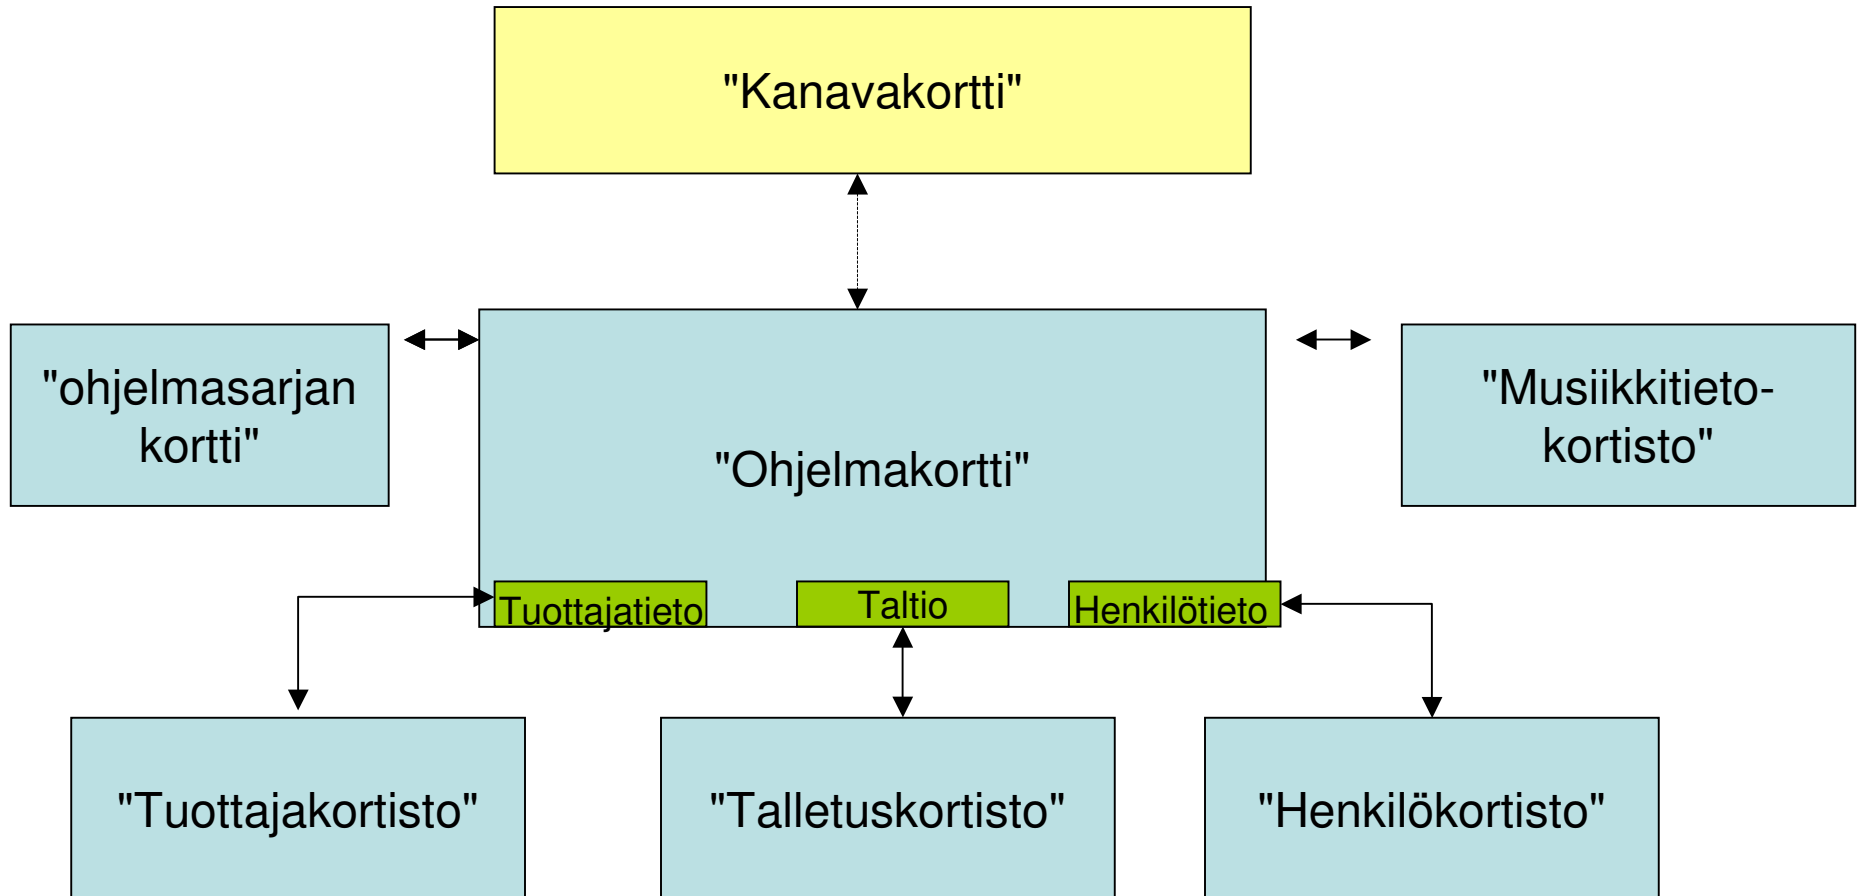 "Kanavakortti"
"ohjelmasarjan
kortti"
"Ohjelmakortti"
"Musiikkitieto-
kortisto"
Tuottajatieto
Taltio
Henkilötieto
"Tuottajakortisto"
"Talletuskortisto"
"Henkilökortisto"